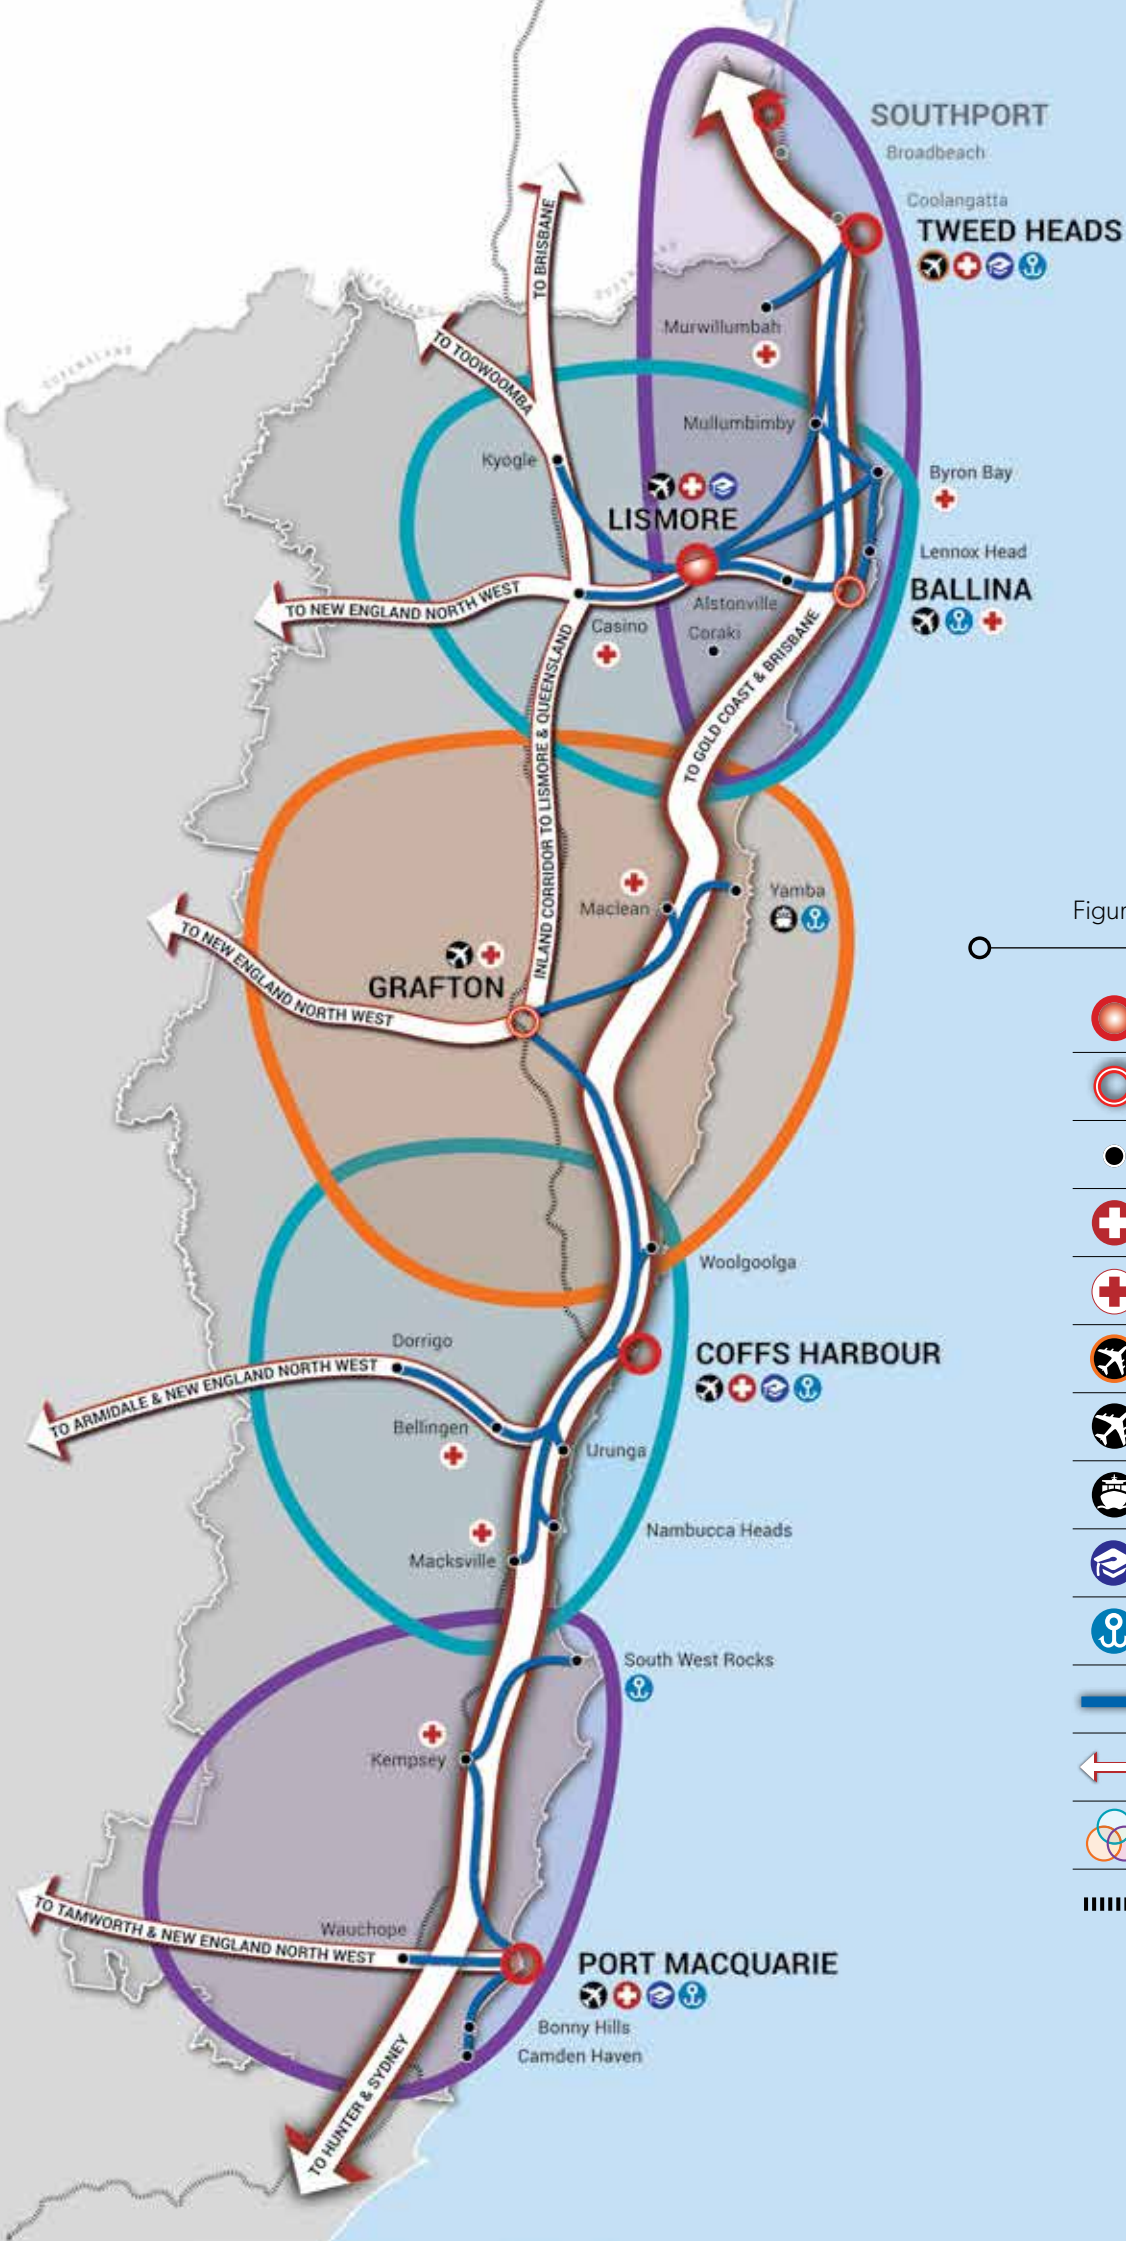 SOUTHPORT
Broadbeach
Coolangatta
TWEED HEADS
TO BRISBANE
QUEENSLAND
QUEENSLAND
QUEENSLAND
Murwillumbah
TO TOOWOOMBA
Mullumbimby
Kyogle
Byron Bay
LISMORE
Lennox Head
BALLINA
TO NEW ENGLAND NORTH WEST
Alstonville
Casino
Coraki
TO GOLD COAST & BRISBANE
INLAND CORRIDOR TO LISMORE & QUEENSLAND
Yamba
Maclean
Figur
TO NEW ENGLAND NORTH WEST
GRAFTON
Woolgoolga
Dorrigo
COFFS HARBOUR
TO ARMIDALE & NEW ENGLAND NORTH WEST
Bellingen
Urunga
Nambucca Heads
Macksville
South West Rocks
Kempsey
TO TAMWORTH & NEW ENGLAND NORTH WEST
Wauchope
PORT MACQUARIE
Bonny Hills
Camden Haven
TO HUNTER & SYDNEY